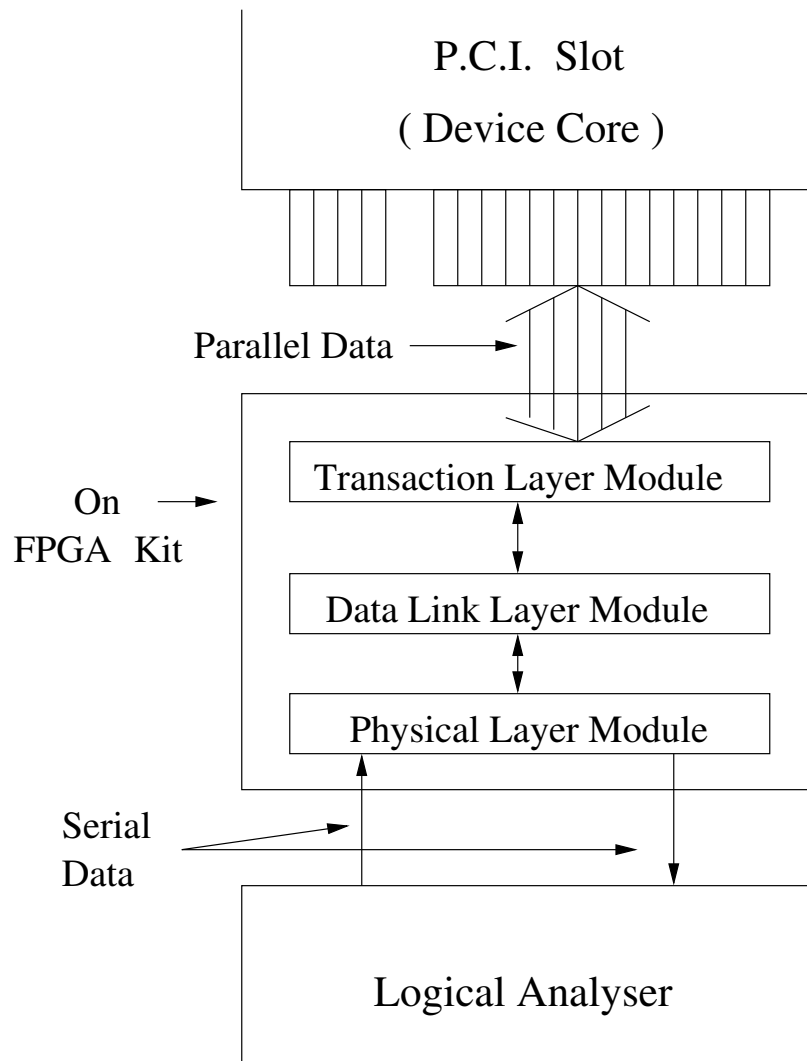 P.C.I. Slot
( Device Core )
Parallel Data
Transaction Layer Module
On
FPGA Kit
Data Link Layer Module
Physical Layer Module
Serial
Data
Logical Analyser